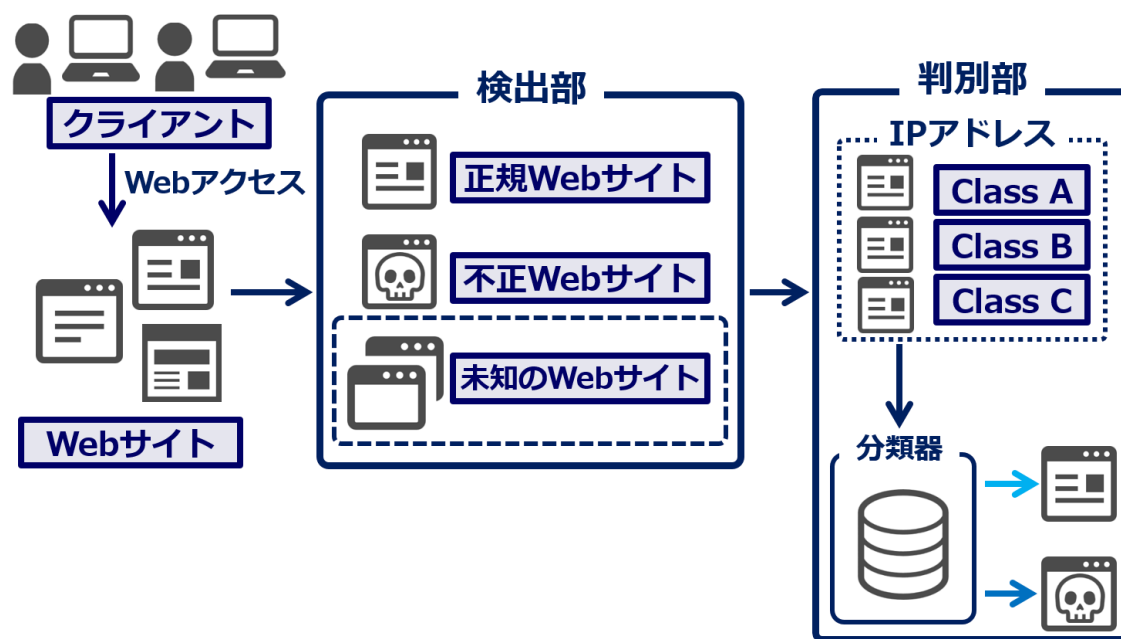 クライアント
Webアクセス
Webサイト
検出部
正規Webサイト
不正Webサイト
未知のWebサイト
判別部
IPアドレス
Class A
Class B
Class C
分類器